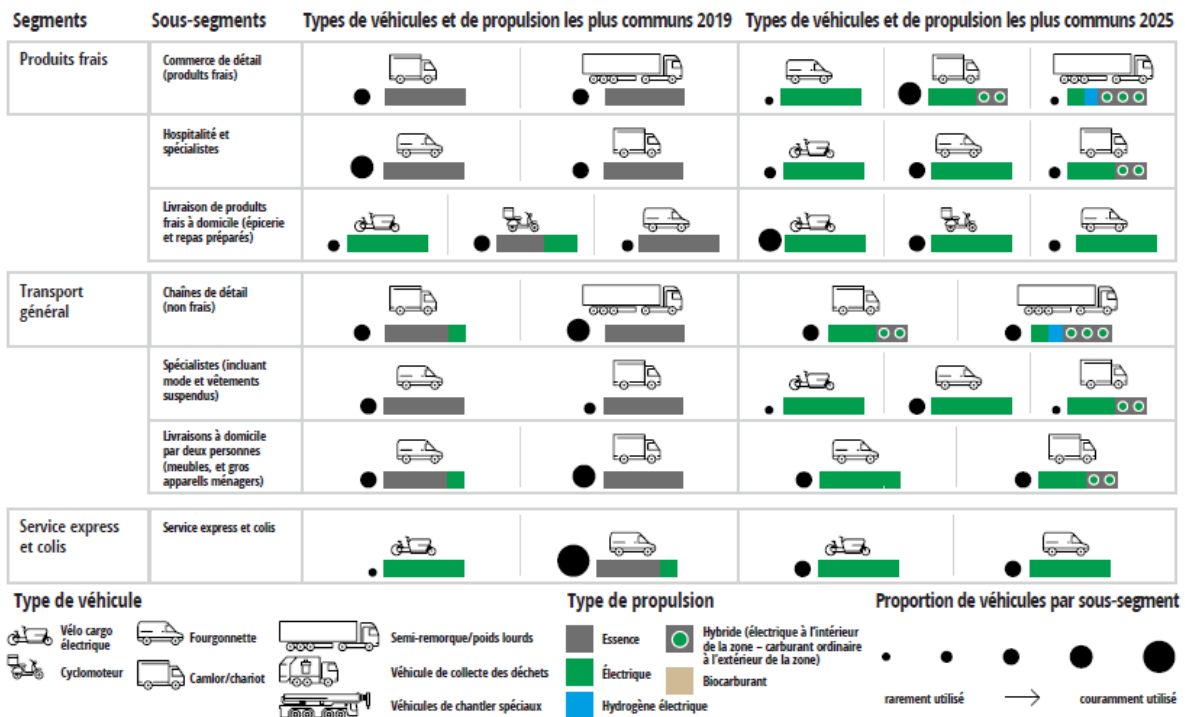 Segments
Sous-segments
Types de véhicules et de propulsion les plus communs 2019
Types de véhicules et de propulsion les plus communs 2025
Produits frais
Commerce de détail
(produits frais)
Hospitalité et
spécialistes
Livraison de produits
frais à domicile (épicerie
et repas préparés)
Transport
général
Chaînes de détail
(non frais)
Spécialistes (incluant
mode et vêtements
suspendus)
Livraisons à domicile
par deux personnes
(meubles, et gros
appareils ménagers)
Service express
et colis
Service express et colis
Type de véhicule
Vélo cargo
électrique
Cyclomoteur
Fourgonnette
Camlor/chariot
Semi-remorque/poids lourds
Véhicule de collecte des déchets
Véhicules de chantier spéciaux
Type de propulsion
Essence
Électrique
Hydrogène électrique
Hybride (électrique à l'intérieur
de la zone – carburant ordinaire
à l'extérieur de la zone)
Biocarburant
Proportion de véhicules par sous-segment
rarement utilisé
couramment utilisé